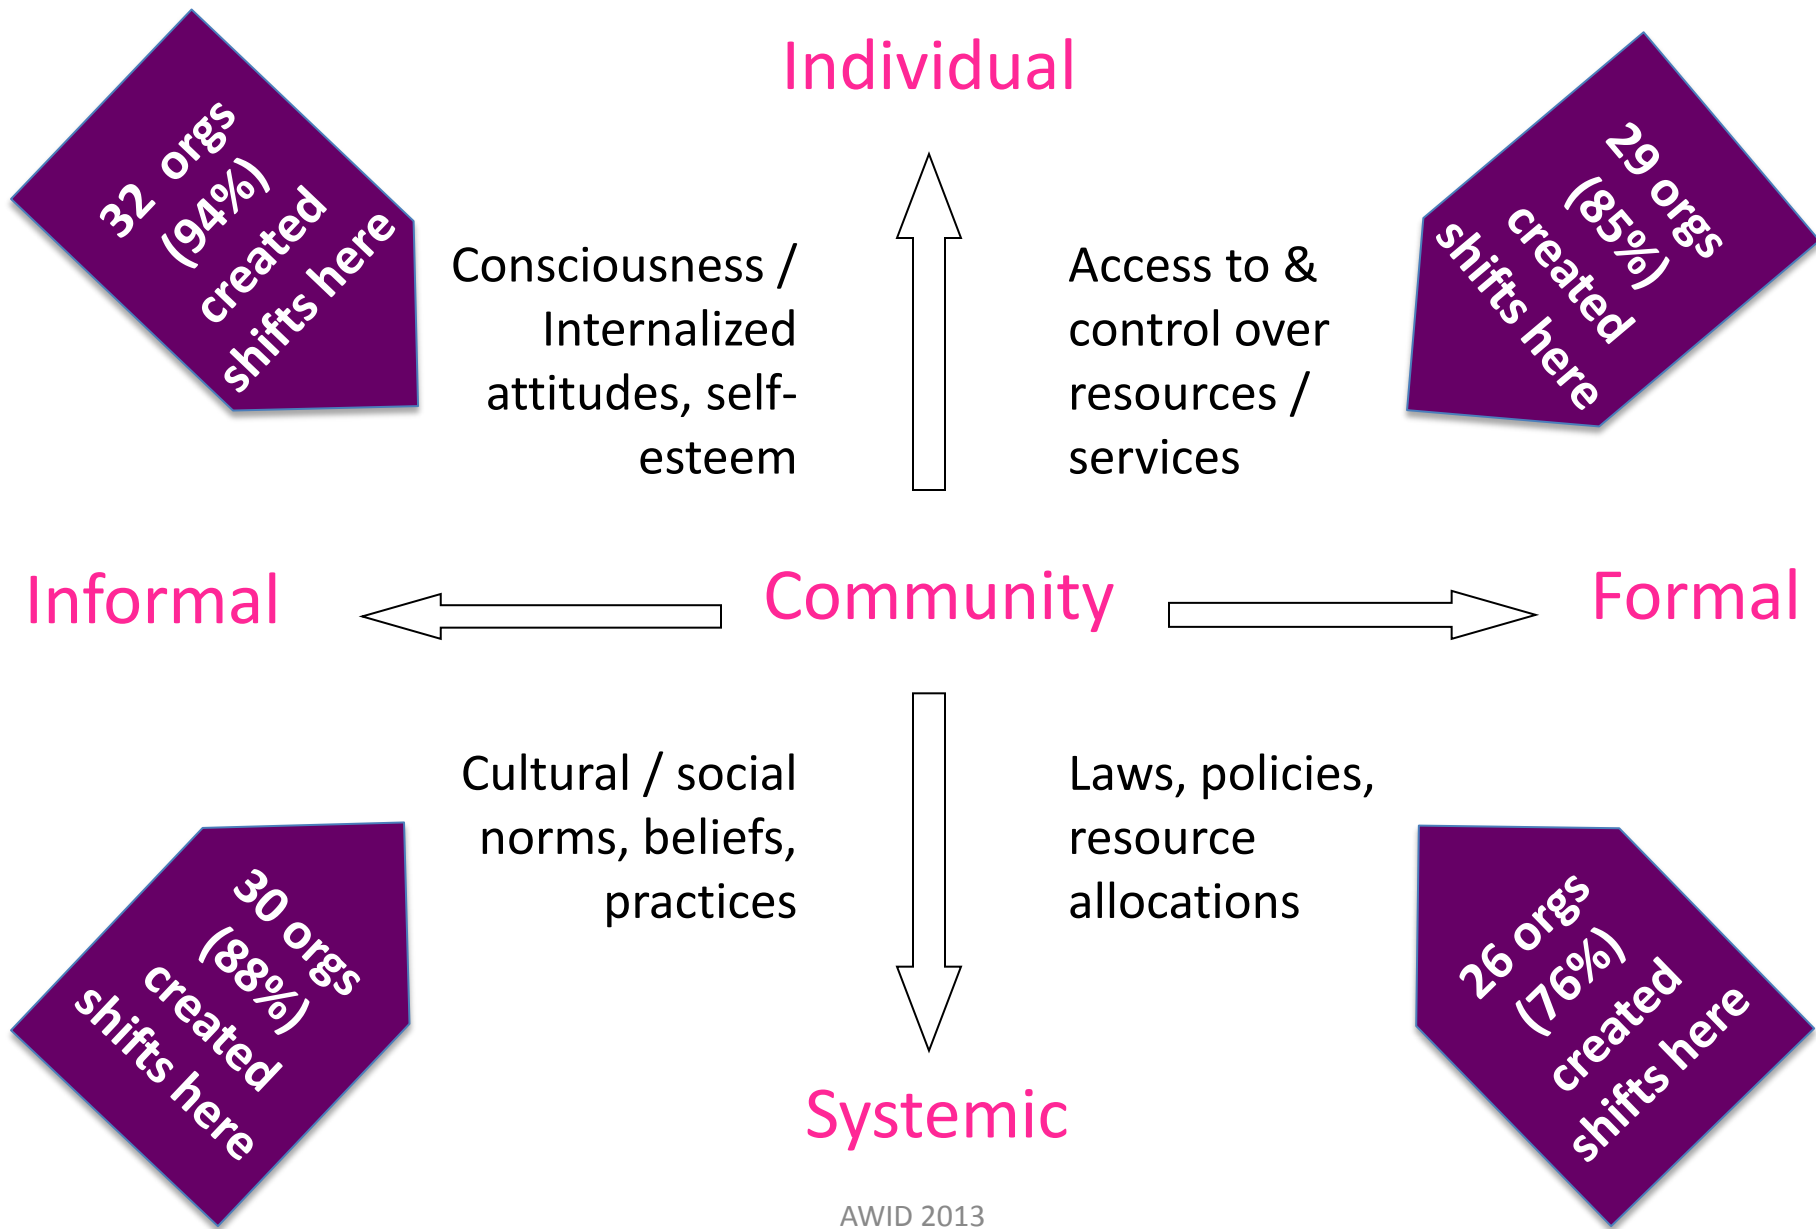 Individual
32 orgs
(94%)
created
shifts here
Consciousness /
Internalized
attitudes, self-
esteem
Access to &
control over
resources /
services
29 orgs
(85%)
created
shifts here
Informal
Community
Formal
30 orgs
(88%)
created
shifts here
Cultural / social
norms, beliefs,
practices
Laws, policies,
resource
allocations
26 orgs
(76%)
created
shifts here
Systemic
AWID 2013